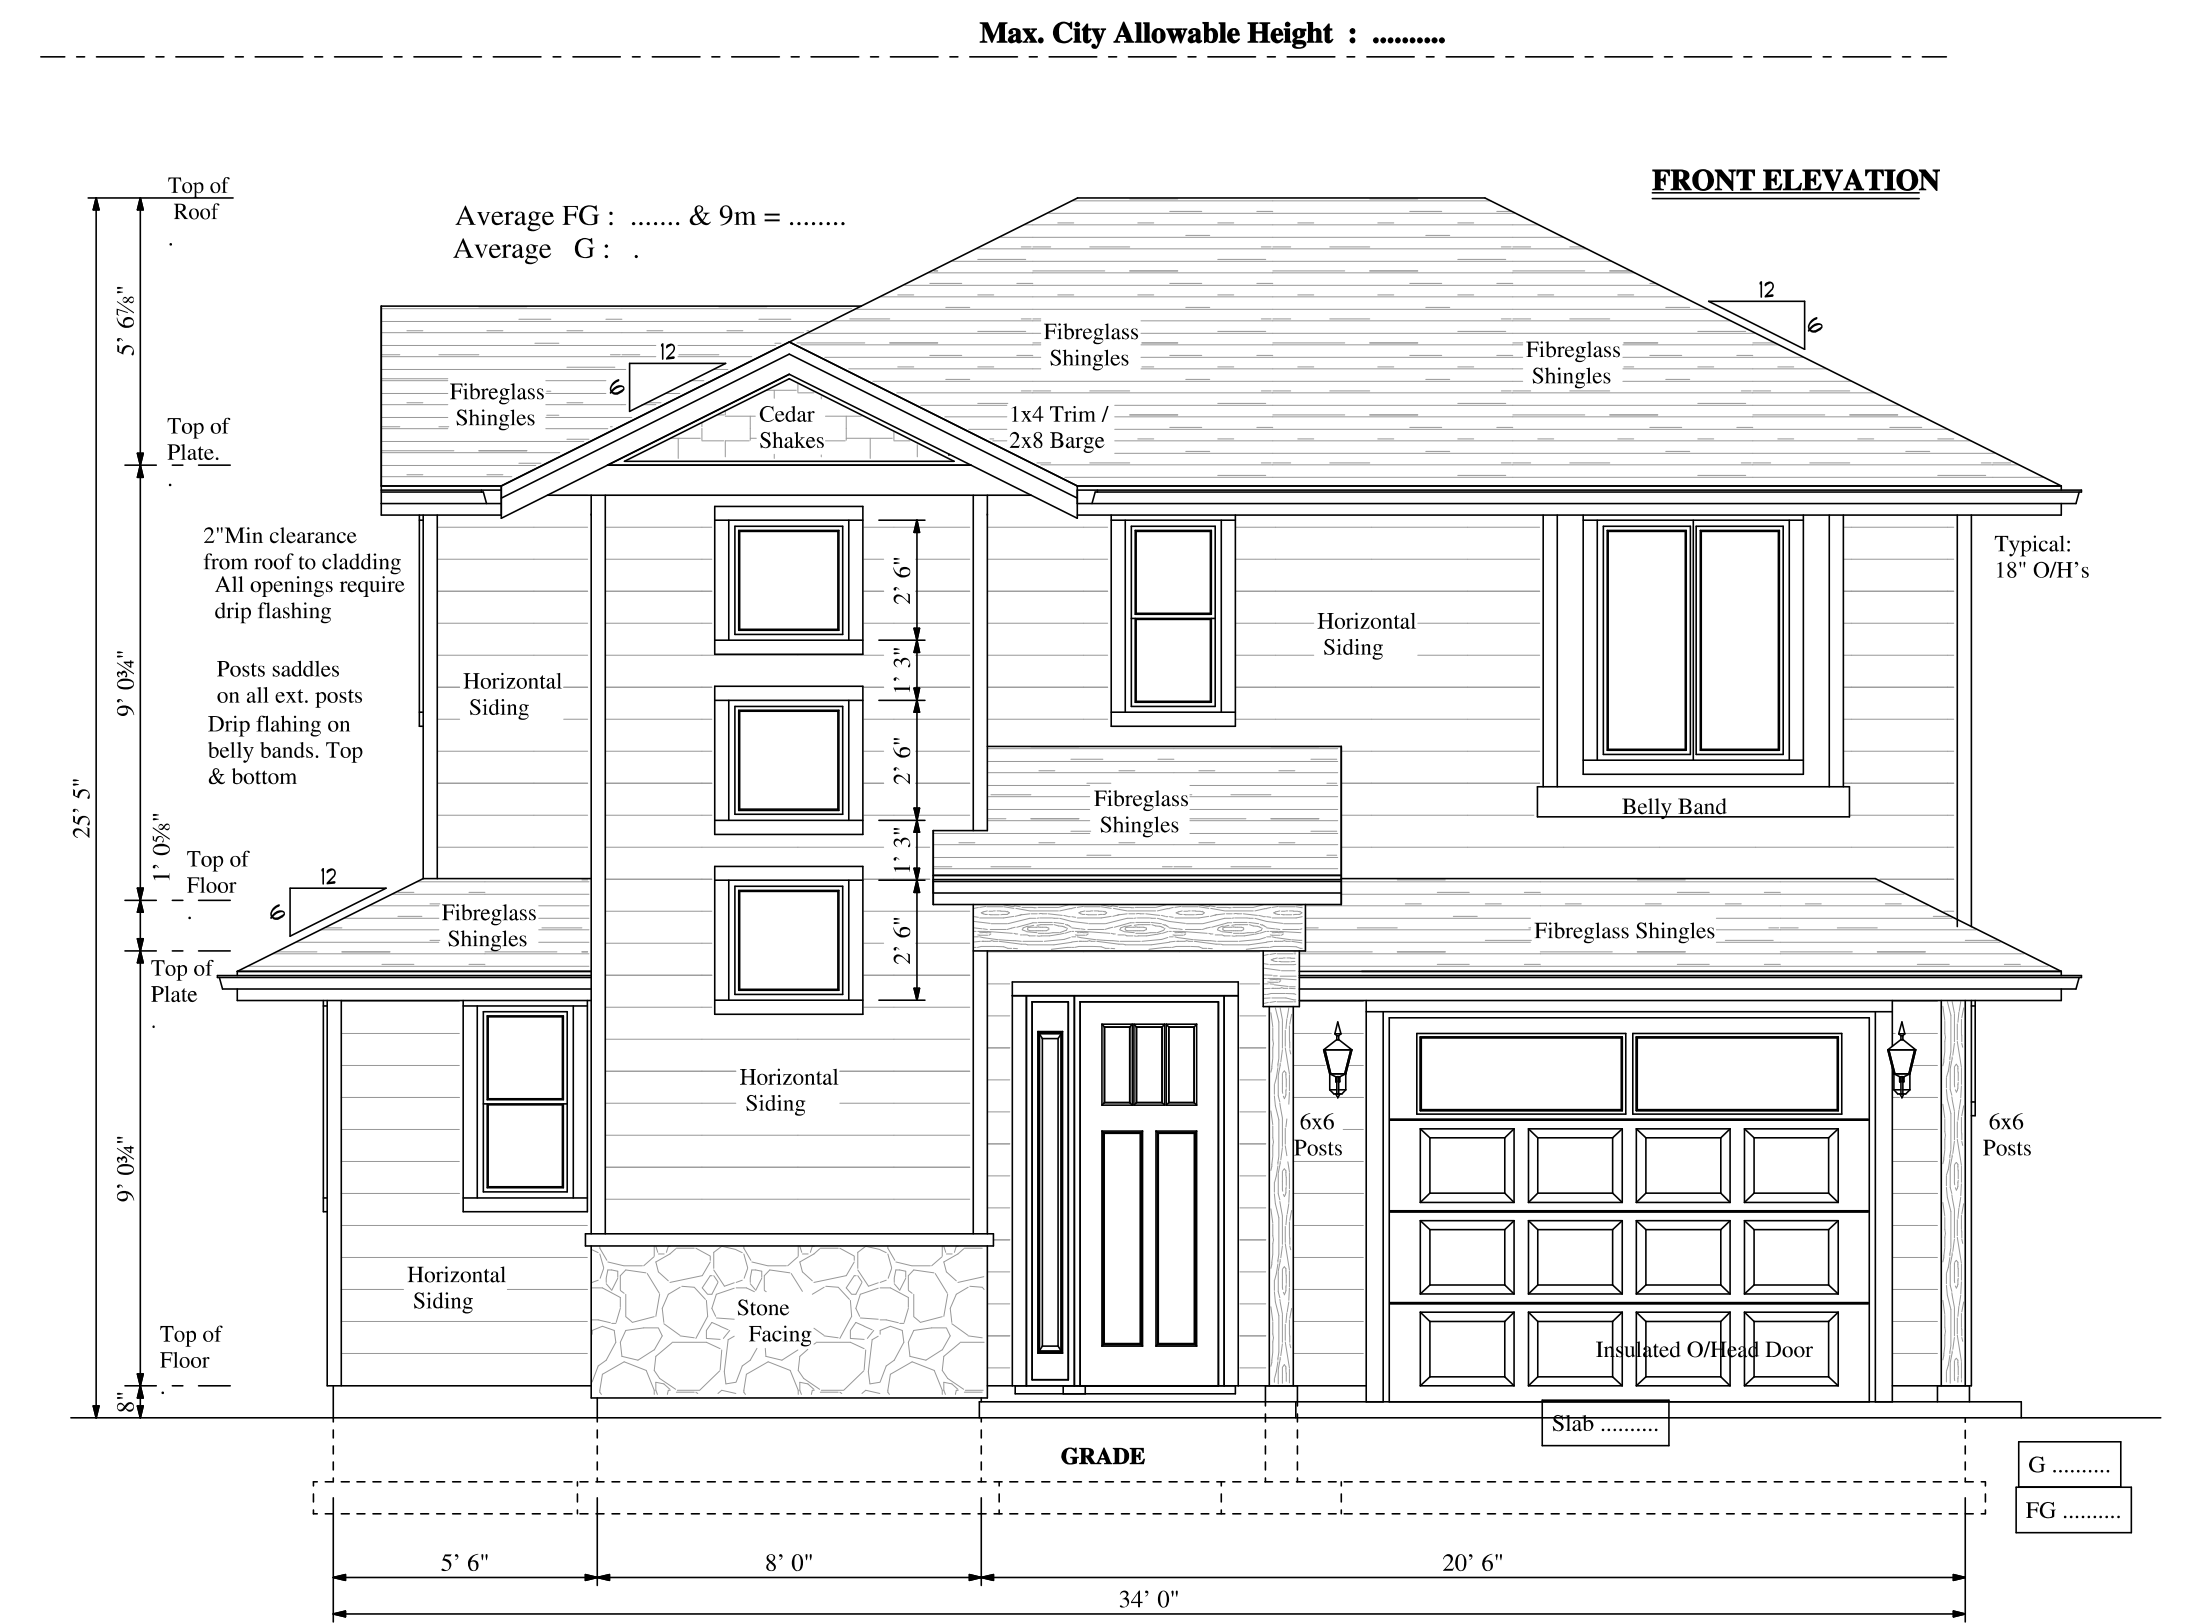 Max. City Allowable Height : ..........
FRONT ELEVATION
Top of
Roof
.
Average FG : ....... & 9m = ........
Average G : .
5' 6⅞"
12
6
12
6
Fibreglass
Shingles
Fibreglass
Shingles
Fibreglass
Shingles
Cedar
Shakes
1x4 Trim /
2x8 Barge
Top of
Plate.
.
2"Min clearance
from roof to cladding
All openings require
drip flashing
Typical:
18" O/H's
2' 6"
Horizontal
Siding
1' 3"
Posts saddles
on all ext. posts
Drip flahing on
belly bands. Top
& bottom
Horizontal
Siding
9' 0¾"
2' 6"
25' 5"
Fibreglass
Shingles
Belly Band
1' 3"
1' 0⅝"
Top of
Floor
.
12
6
Fibreglass
Shingles
2' 6"
Fibreglass Shingles
Top of
Plate
.
Horizontal
Siding
6x6
Posts
6x6
Posts
9' 0¾"
Horizontal
Siding
Stone
Facing
Top of
Floor
.
Insulated O/Head Door
8"
Slab ..........
GRADE
G ..........
FG ..........
5' 6"
8' 0"
20' 6"
34' 0"